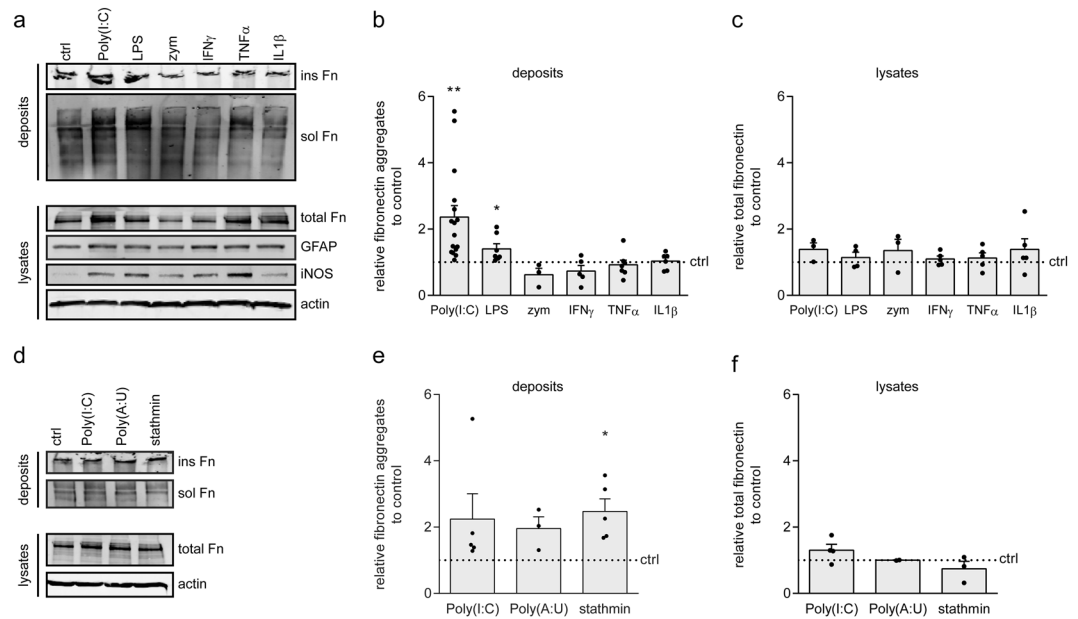 a
ctrl
Poly(I:C)
LPS
zym
IFNγ
TNFα
IL1β
deposits
ins Fn
sol Fn
lysates
total Fn
GFAP
iNOS
actin
b
deposits
relative fibronectin aggregates
to control
6
4
2
0
**
*
ctrl
Poly(I:C)
LPS
zym
IFNγ
TNFα
IL1β
c
lysates
relative total fibronectin
to control
6
4
2
0
ctrl
Poly(I:C)
LPS
zym
IFNγ
TNFα
IL1β
d
ctrl
Poly(I:C)
Poly(A:U)
stathmin
deposits
ins Fn
sol Fn
lysates
total Fn
actin
e
deposits
relative fibronectin aggregates
to control
6
4
2
0
*
ctrl
Poly(I:C)
Poly(A:U)
stathmin
f
lysates
relative total fibronectin
to control
6
4
2
0
ctrl
Poly(I:C)
Poly(A:U)
stathmin